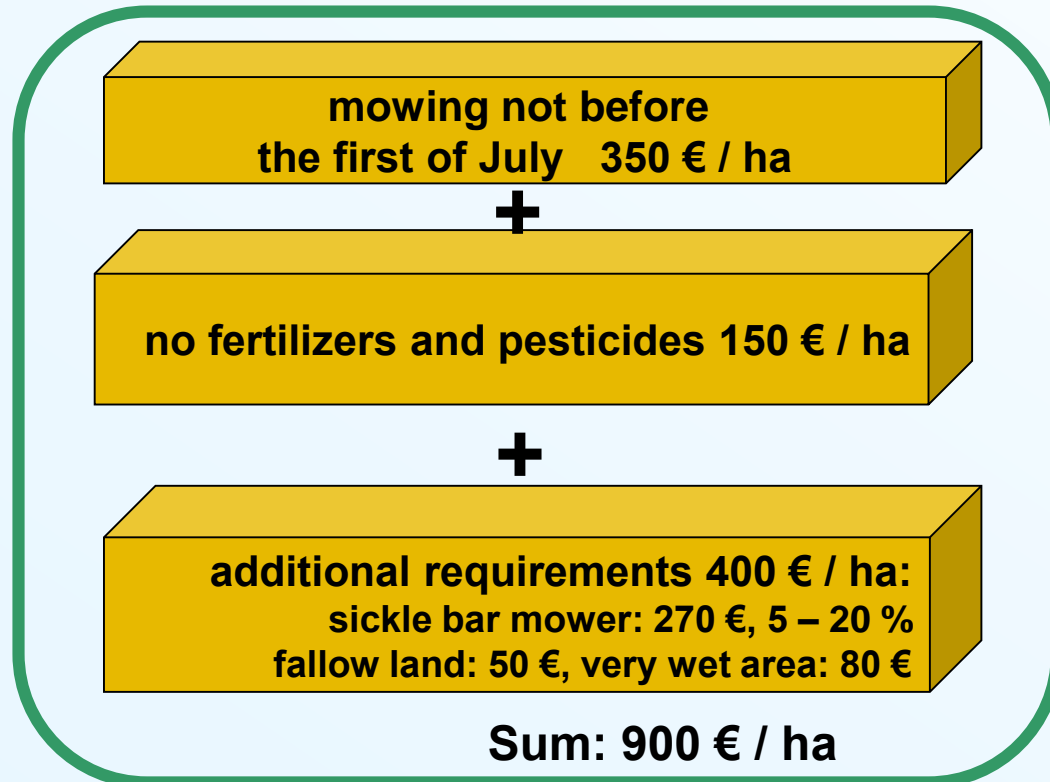 mowing not before
the first of July 350 € / ha
+
no fertilizers and pesticides 150 € / ha
+
additional requirements 400 € / ha:
sickle bar mower: 270 €, 5 – 20 %
fallow land: 50 €, very wet area: 80 €
Sum: 900 € / ha